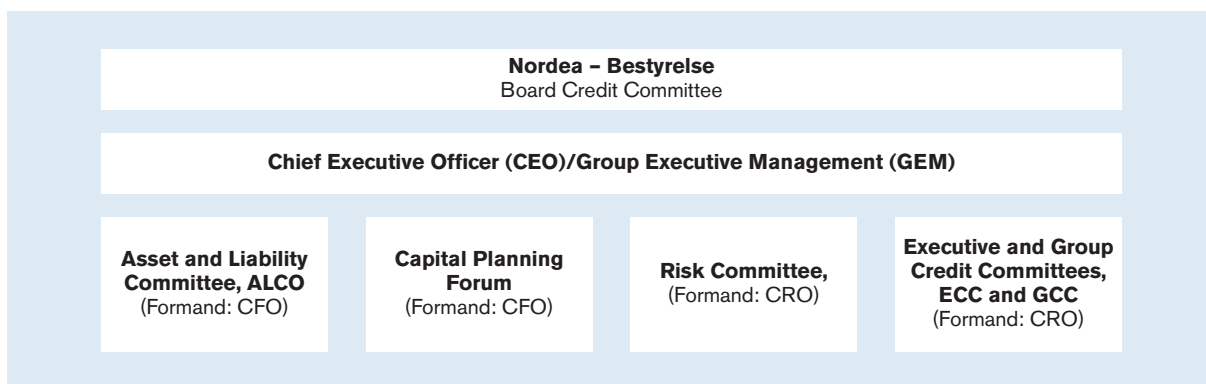 Nordea – Bestyrelse
Board Credit Committee
Chief Executive Officer (CEO)/Group Executive Management (GEM)
Asset and Liability
Committee, ALCO
(Formand: CFO)
Capital Planning
Forum
(Formand: CFO)
Risk Committee,
(Formand: CRO)
Executive and Group
Credit Committees,
ECC and GCC
(Formand: CRO)